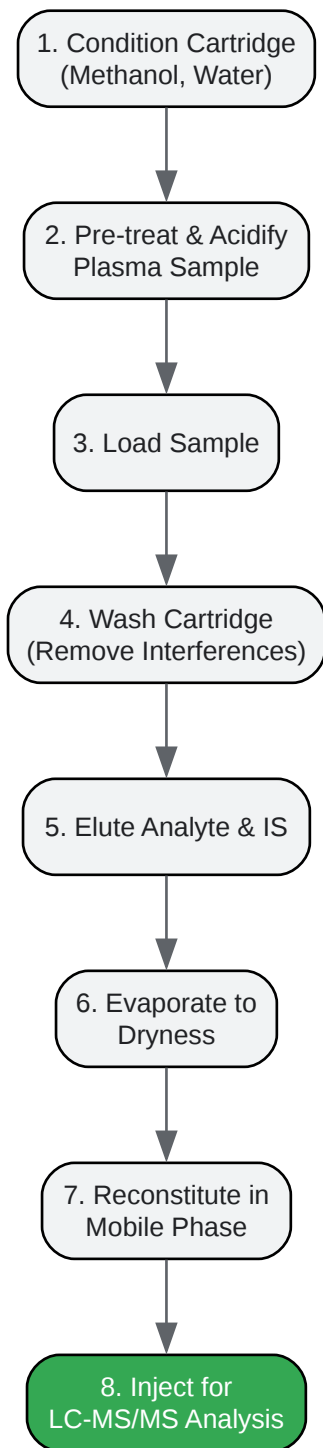 1. Condition Cartridge
(Methanol, Water)
2. Pre-treat & Acidify
Plasma Sample
3. Load Sample
4. Wash Cartridge
(Remove Interferences)
5. Elute Analyte & IS
6. Evaporate to
Dryness
7. Reconstitute in
Mobile Phase
8. Inject for
LC-MS/MS Analysis